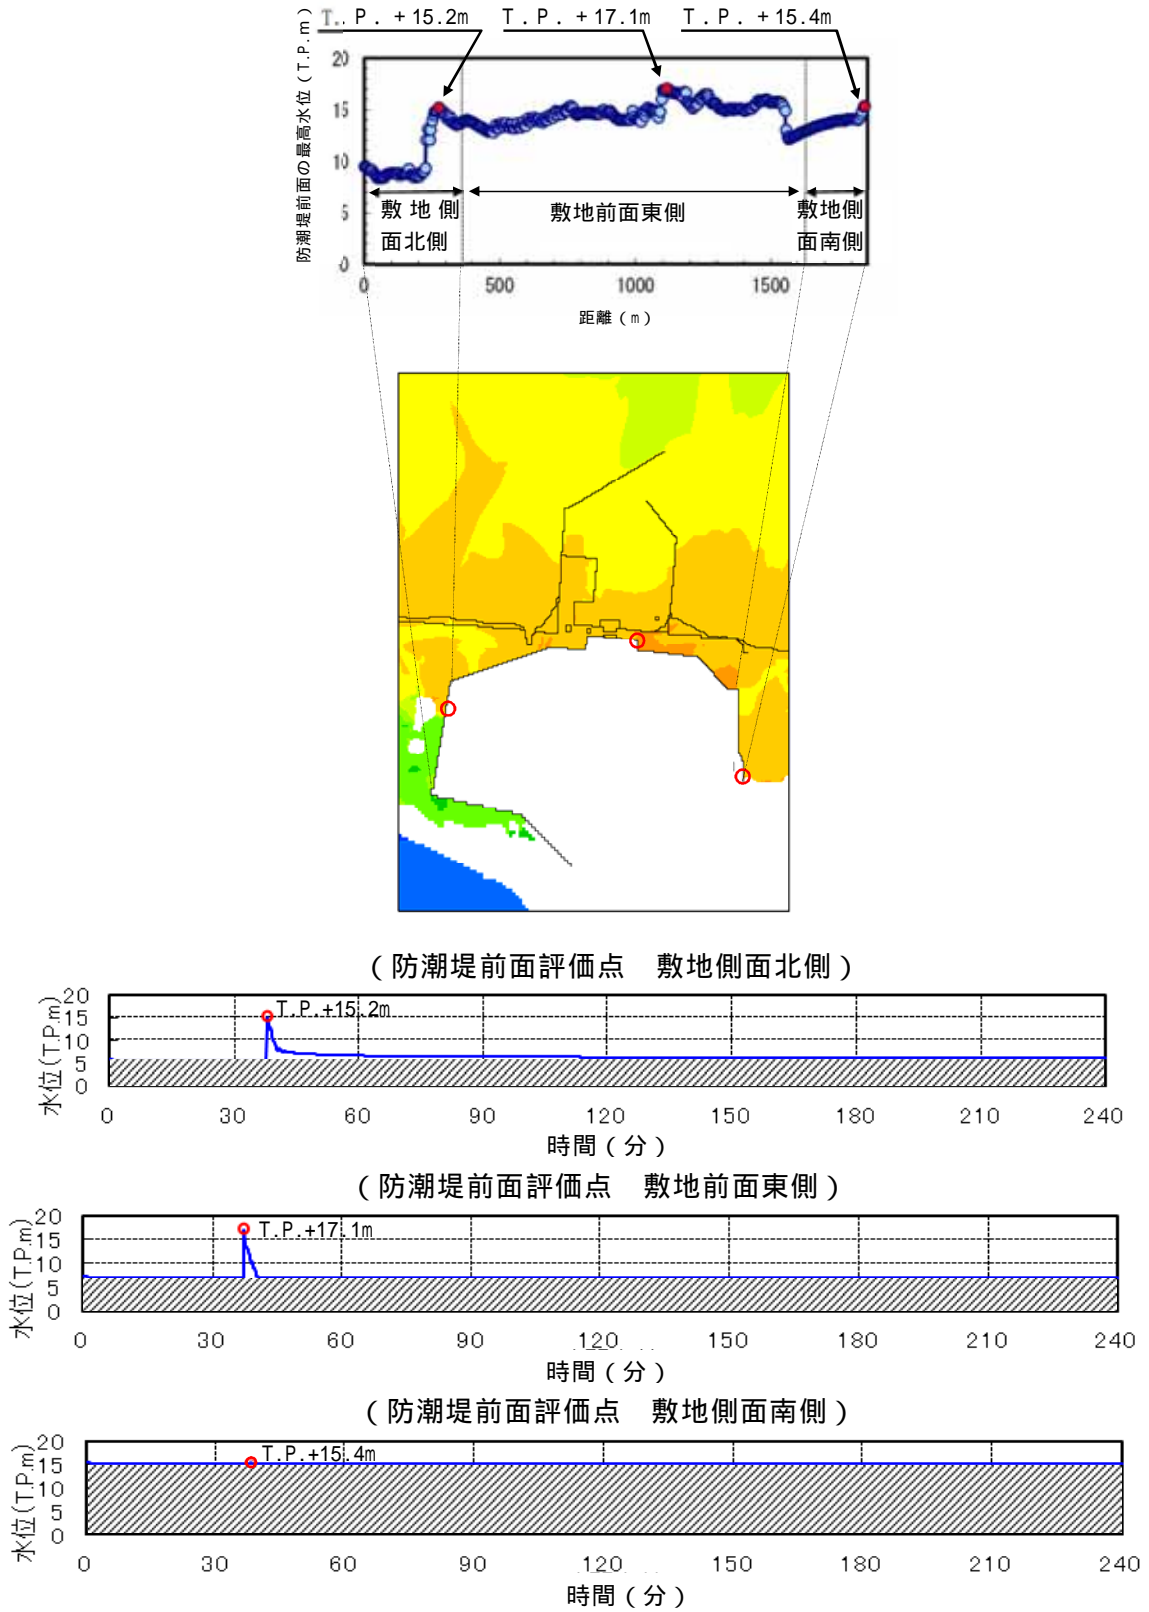 T.P.+15.2m T.P.+17.1m T.P.+15.4m
防潮堤前面の最高水位(T.P.m)
20
15
10
5
0
敷地側
面北側
敷地前面東側
敷地側
面南側
0 500 1000 1500
距離(m)
(防潮堤前面評価点 敷地側面北側)
水位(T.P.m)
20
15
10
5
0
T.P.+15.2m
0 30 60 90 120 150 180 210 240
時間(分)
(防潮堤前面評価点 敷地前面東側)
水位(T.P.m)
20
15
10
5
0
T.P.+17.1m
0 30 60 90 120 150 180 210 240
時間(分)
(防潮堤前面評価点 敷地側面南側)
水位(T.P.m)
20
15
10
5
0
T.P.+15.4m
0 30 60 90 120 150 180 210 240
時間(分)